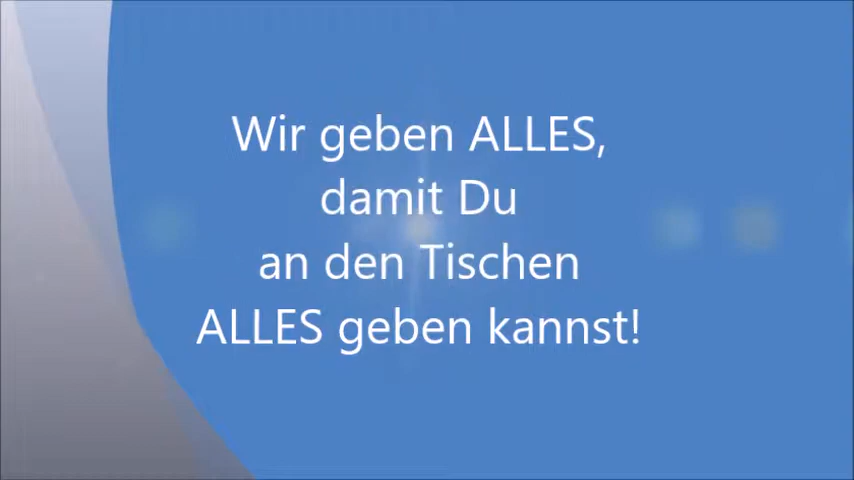 Wir geben ALLES,
damit Du
an den Tischen
ALLES geben kannst!